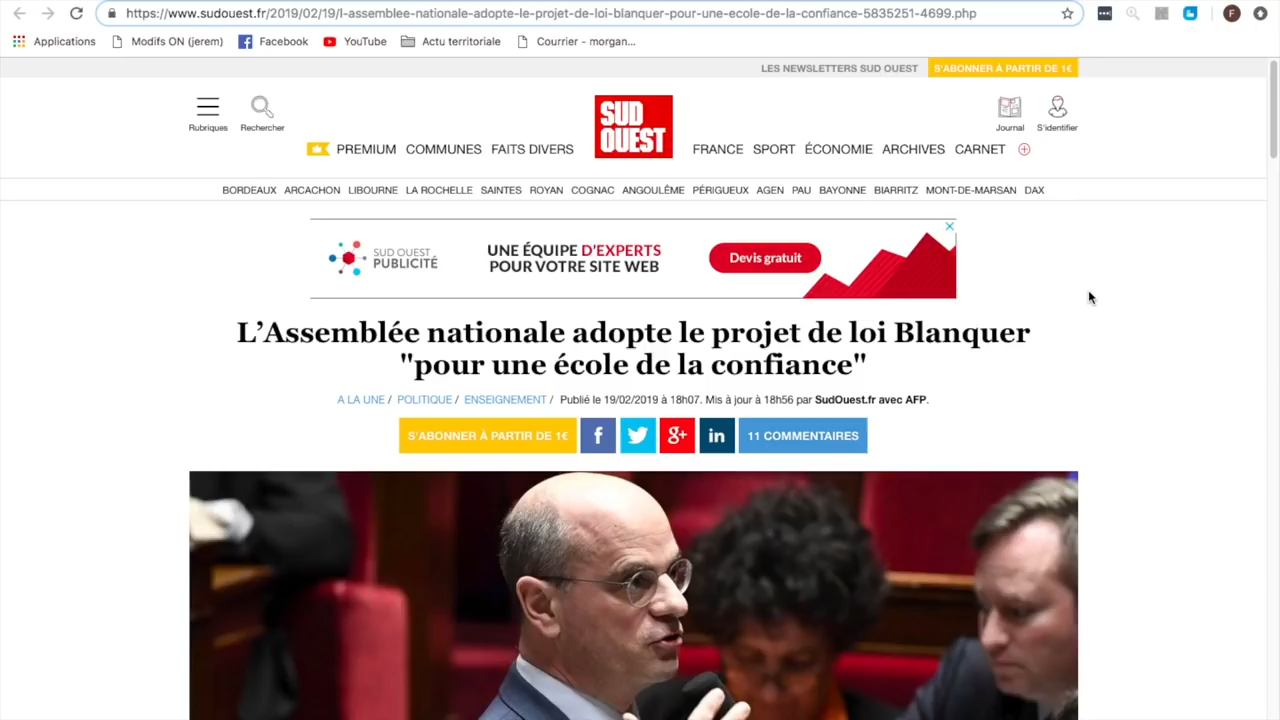 https://www.sudouest.fr/2019/02/19/l-assemblee-nationale-adopte-le-projet-de-loi-blanquer-pour-une-ecole-de-la-confiance-5835251-4699.php
F
Applications Modifs ON (jerem) Facebook YouTube Actu territoriale Courrier - morgan...
LES NEWSLETTERS SUD OUEST S'ABONNER À PARTIR DE 1€
Rubriques Rechercher
SUD
OUEST
Journal S'identifier
PREMIUM COMMUNES FAITS DIVERS FRANCE SPORT ÉCONOMIE ARCHIVES CARNET
BORDEAUX ARCACHON LIBOURNE LA ROCHELLE SAINTES ROYAN COGNAC ANGOULÊME PÉRIGUEUX AGEN PAU BAYONNE BIARRITZ MONT-DE-MARSAN DAX
SUD OUEST
PUBLICITÉ
UNE ÉQUIPE D'EXPERTS
POUR VOTRE SITE WEB
Devis gratuit
L’Assemblée nationale adopte le projet de loi Blanquer
"pour une école de la confiance"
A LA UNE / POLITIQUE / ENSEIGNEMENT / Publié le 19/02/2019 à 18h07. Mis à jour à 18h56 par SudOuest.fr avec AFP.
S'ABONNER À PARTIR DE 1€ f g+ in 11 COMMENTAIRES